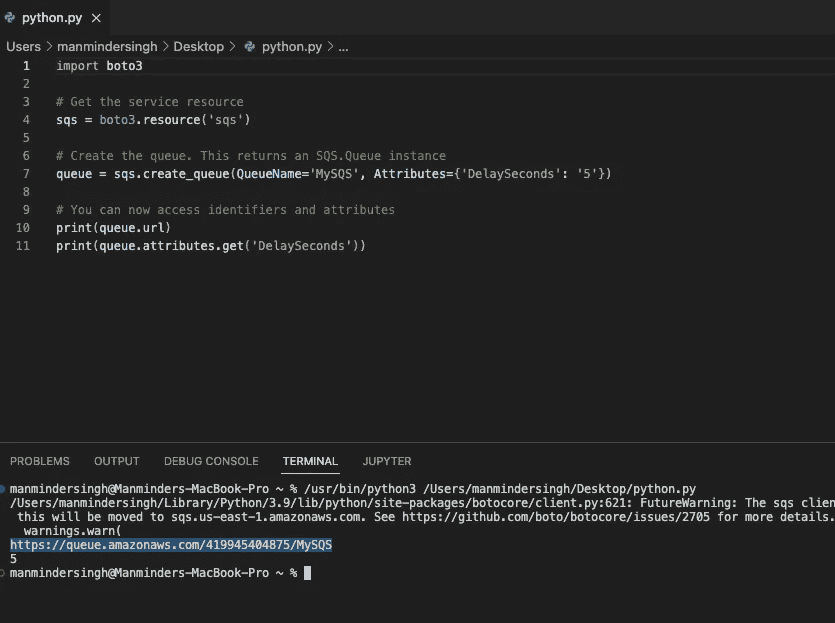 python.py
Users > manmindersingh > Desktop > python.py > ...
1 import boto3
2
3 # Get the service resource
4 sqs = boto3.resource('sqs')
5
6 # Create the queue. This returns an SQS.Queue instance
7 queue = sqs.create_queue(QueueName='MySQS', Attributes={'DelaySeconds': '5'})
8
9 # You can now access identifiers and attributes
10 print(queue.url)
11 print(queue.attributes.get('DelaySeconds'))
PROBLEMS OUTPUT DEBUG CONSOLE TERMINAL JUPYTER
manmindersingh@Manminders-MacBook-Pro ~ % /usr/bin/python3 /Users/manmindersingh/Desktop/python.py
/Users/manmindersingh/Library/Python/3.9/lib/python/site-packages/botocore/client.py:621: FutureWarning: The sqs clien
this will be moved to sqs.us-east-1.amazonaws.com. See https://github.com/boto/botocore/issues/2705 for more details.
warnings.warn(
https://queue.amazonaws.com/419945404875/MySQS
5
manmindersingh@Manminders-MacBook-Pro ~ %